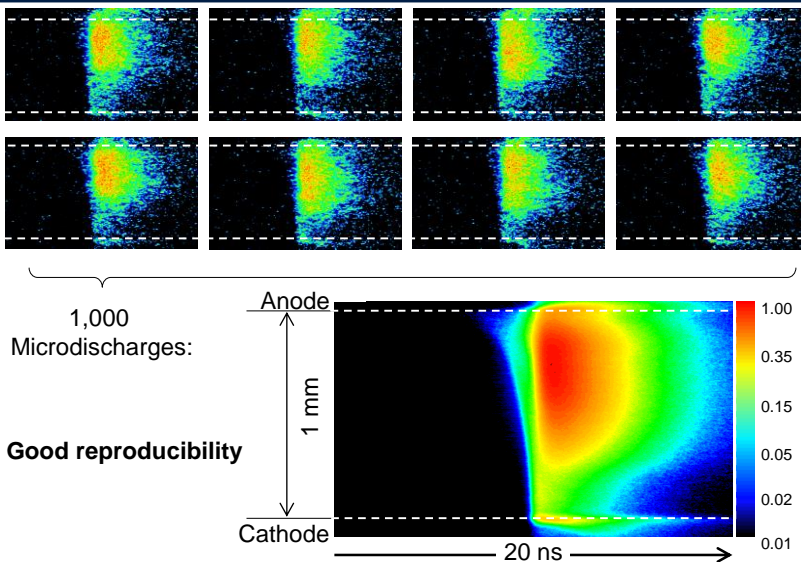 1,000
Microdischarges:
Good reproducibility
Anode
1 mm
Cathode
20 ns
1.00
0.35
0.15
0.05
0.02
0.01